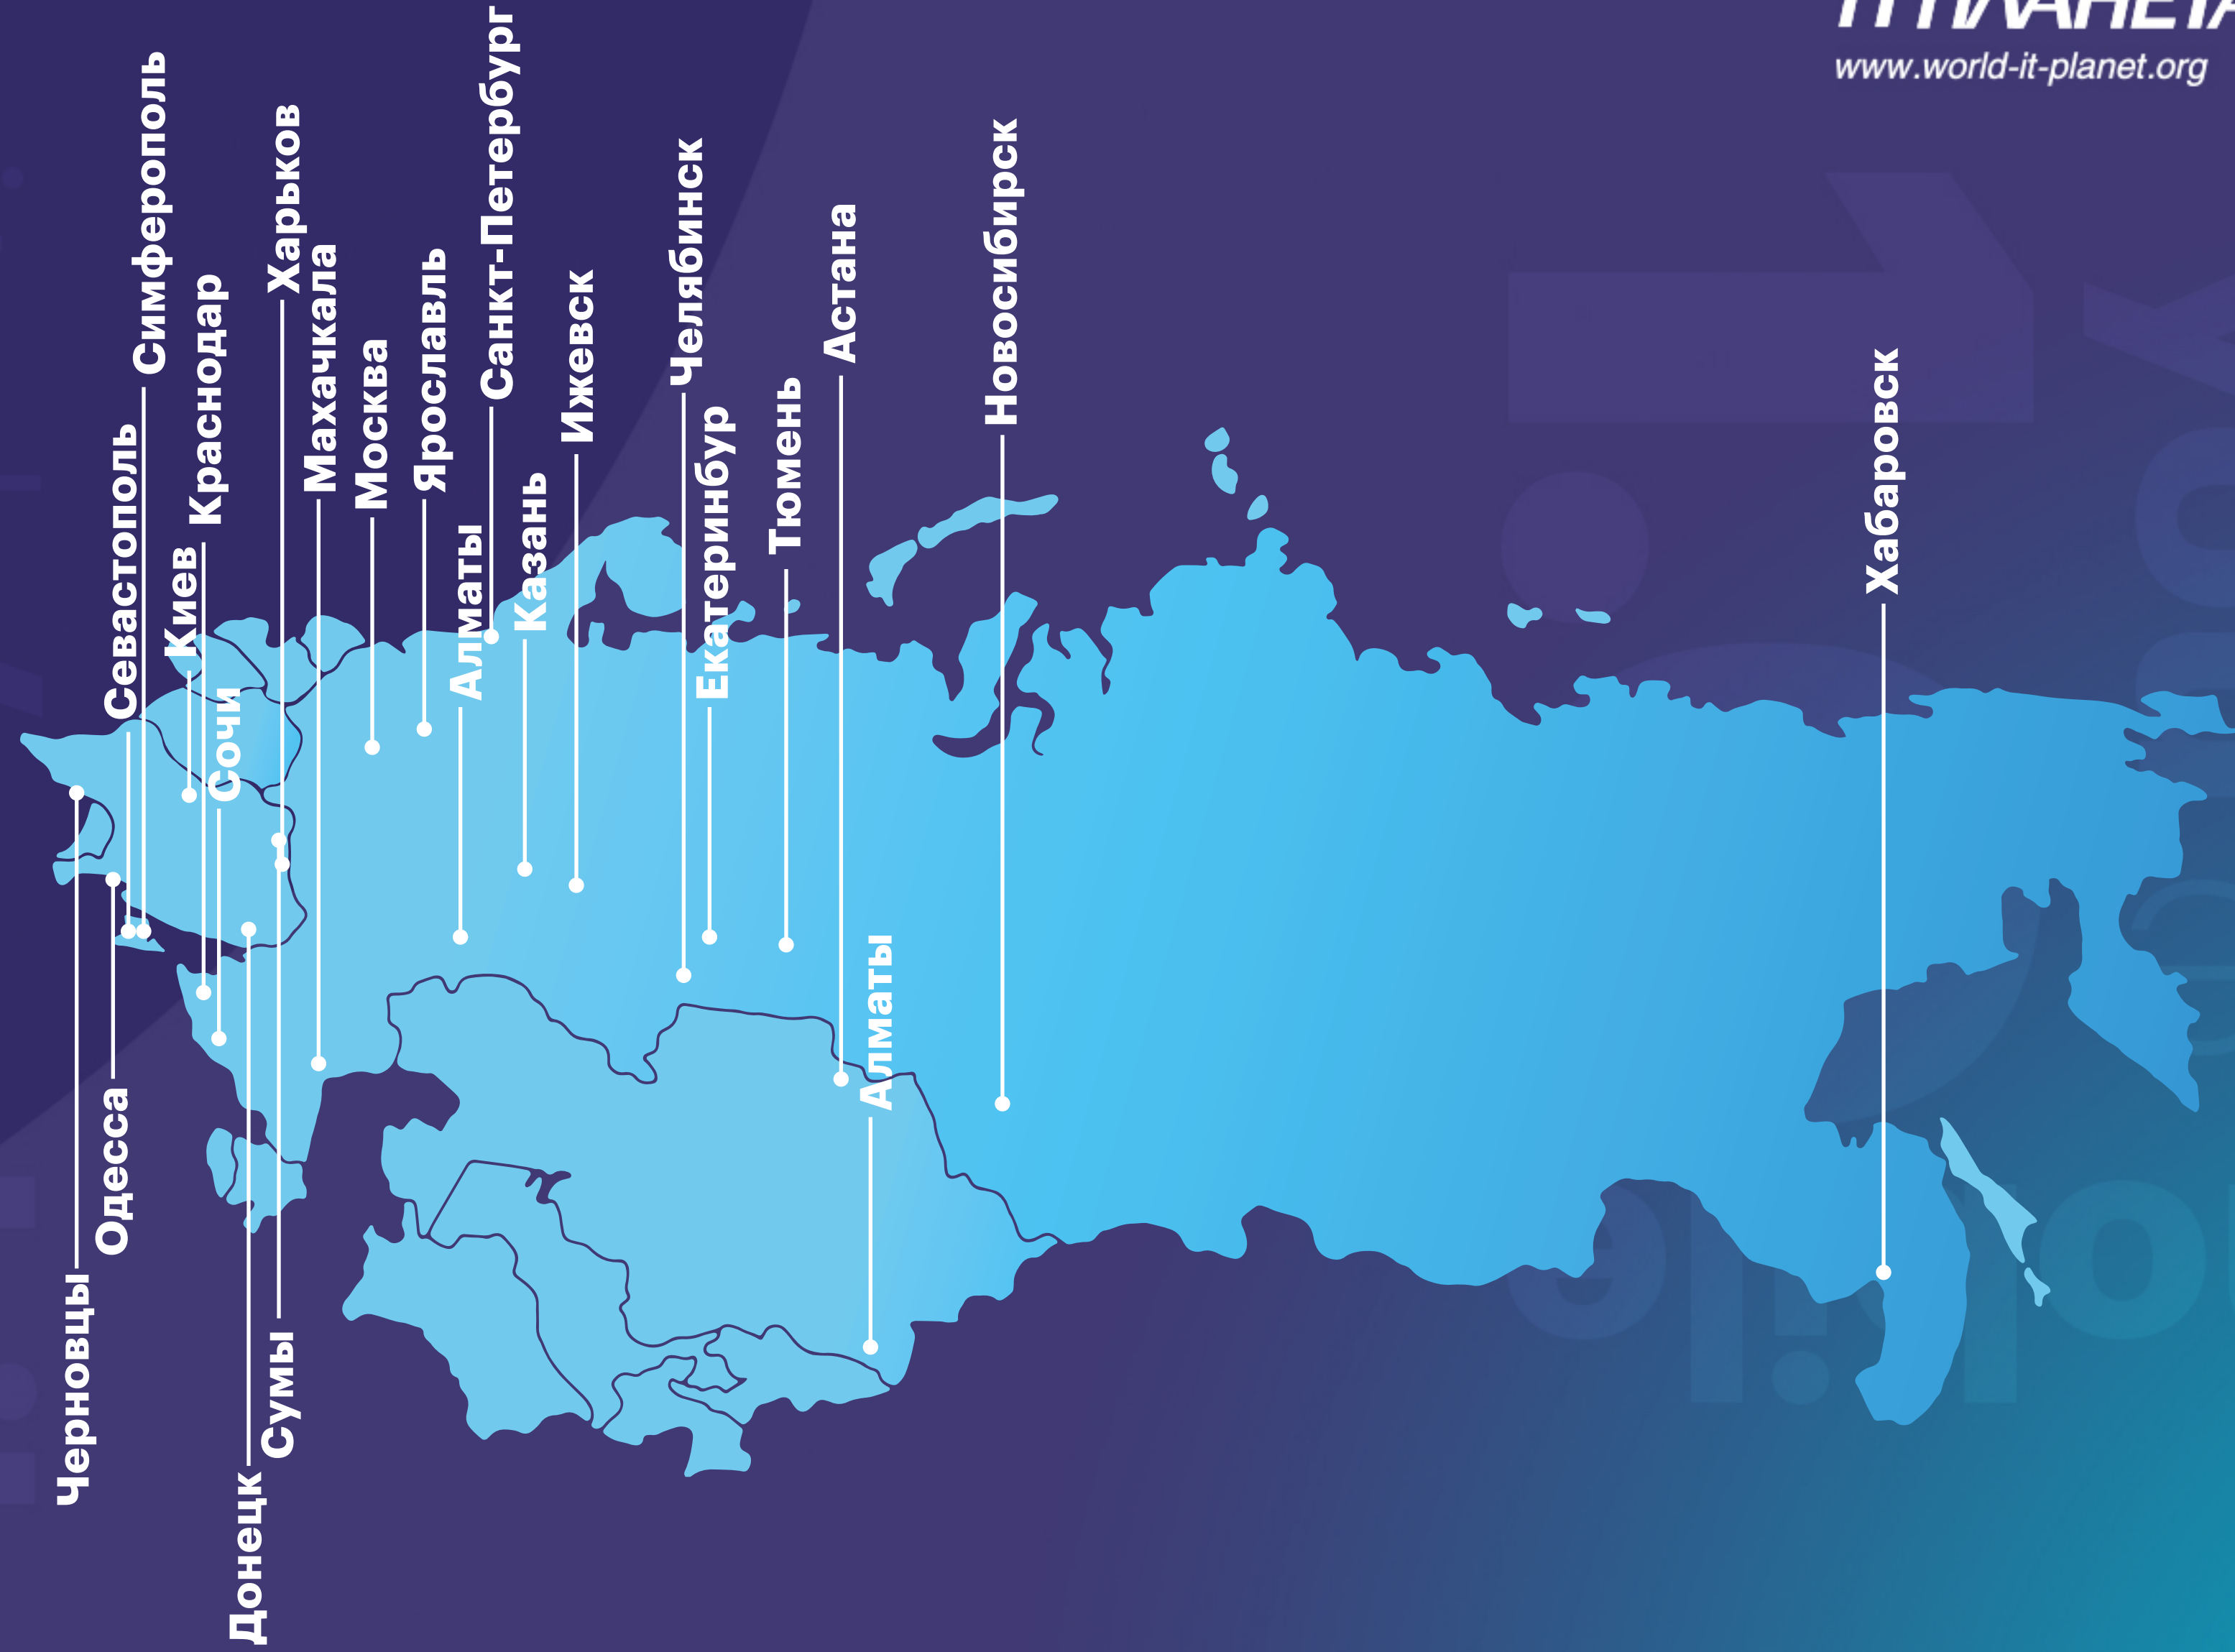 www.world-it-planet.org
Симферополь
Харьков
Санкт-Петербург
Челябинск
Астана
Новосибирск
Краснодар
Махачкала
Москва
Ярославль
Ижевск
Хабаровск
Севастополь
Киев
Сочи
Алматы
Казань
Екатеринбур
Тюмень
Алматы
Одесса
Черновцы
Сумы
Донецк